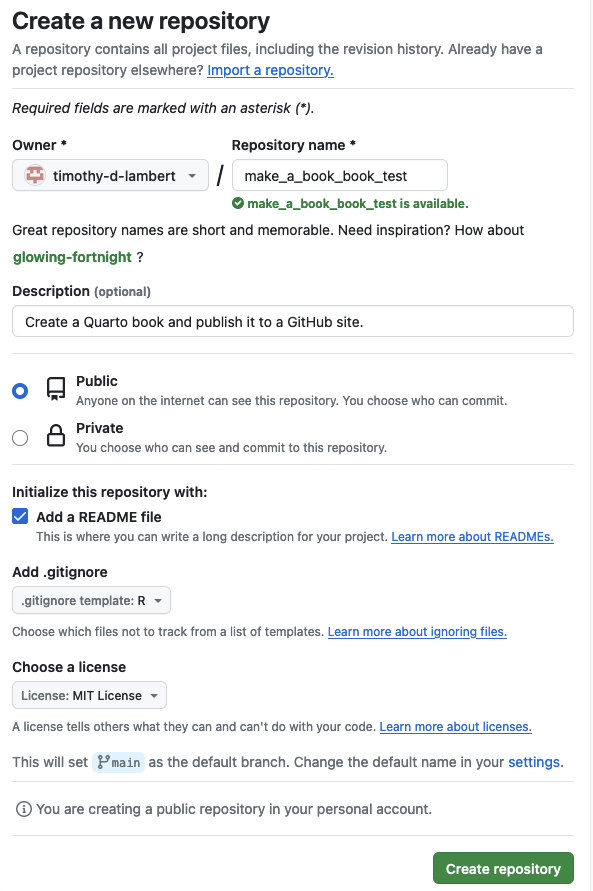 Create a new repository
A repository contains all project files, including the revision history. Already have a
project repository elsewhere? Import a repository.
Required fields are marked with an asterisk (*).
Owner * Repository name *
timothy-d-lambert / make_a_book_book_test
make_a_book_book_test is available.
Great repository names are short and memorable. Need inspiration? How about
glowing-fortnight ?
Description (optional)
Create a Quarto book and publish it to a GitHub site.
Public
Anyone on the internet can see this repository. You choose who can commit.
Private
You choose who can see and commit to this repository.
Initialize this repository with:
Add a README file
This is where you can write a long description for your project. Learn more about READMEs.
Add .gitignore
.gitignore template: R
Choose which files not to track from a list of templates. Learn more about ignoring files.
Choose a license
License: MIT License
A license tells others what they can and can't do with your code. Learn more about licenses.
This will set main as the default branch. Change the default name in your settings.
You are creating a public repository in your personal account.
Create repository